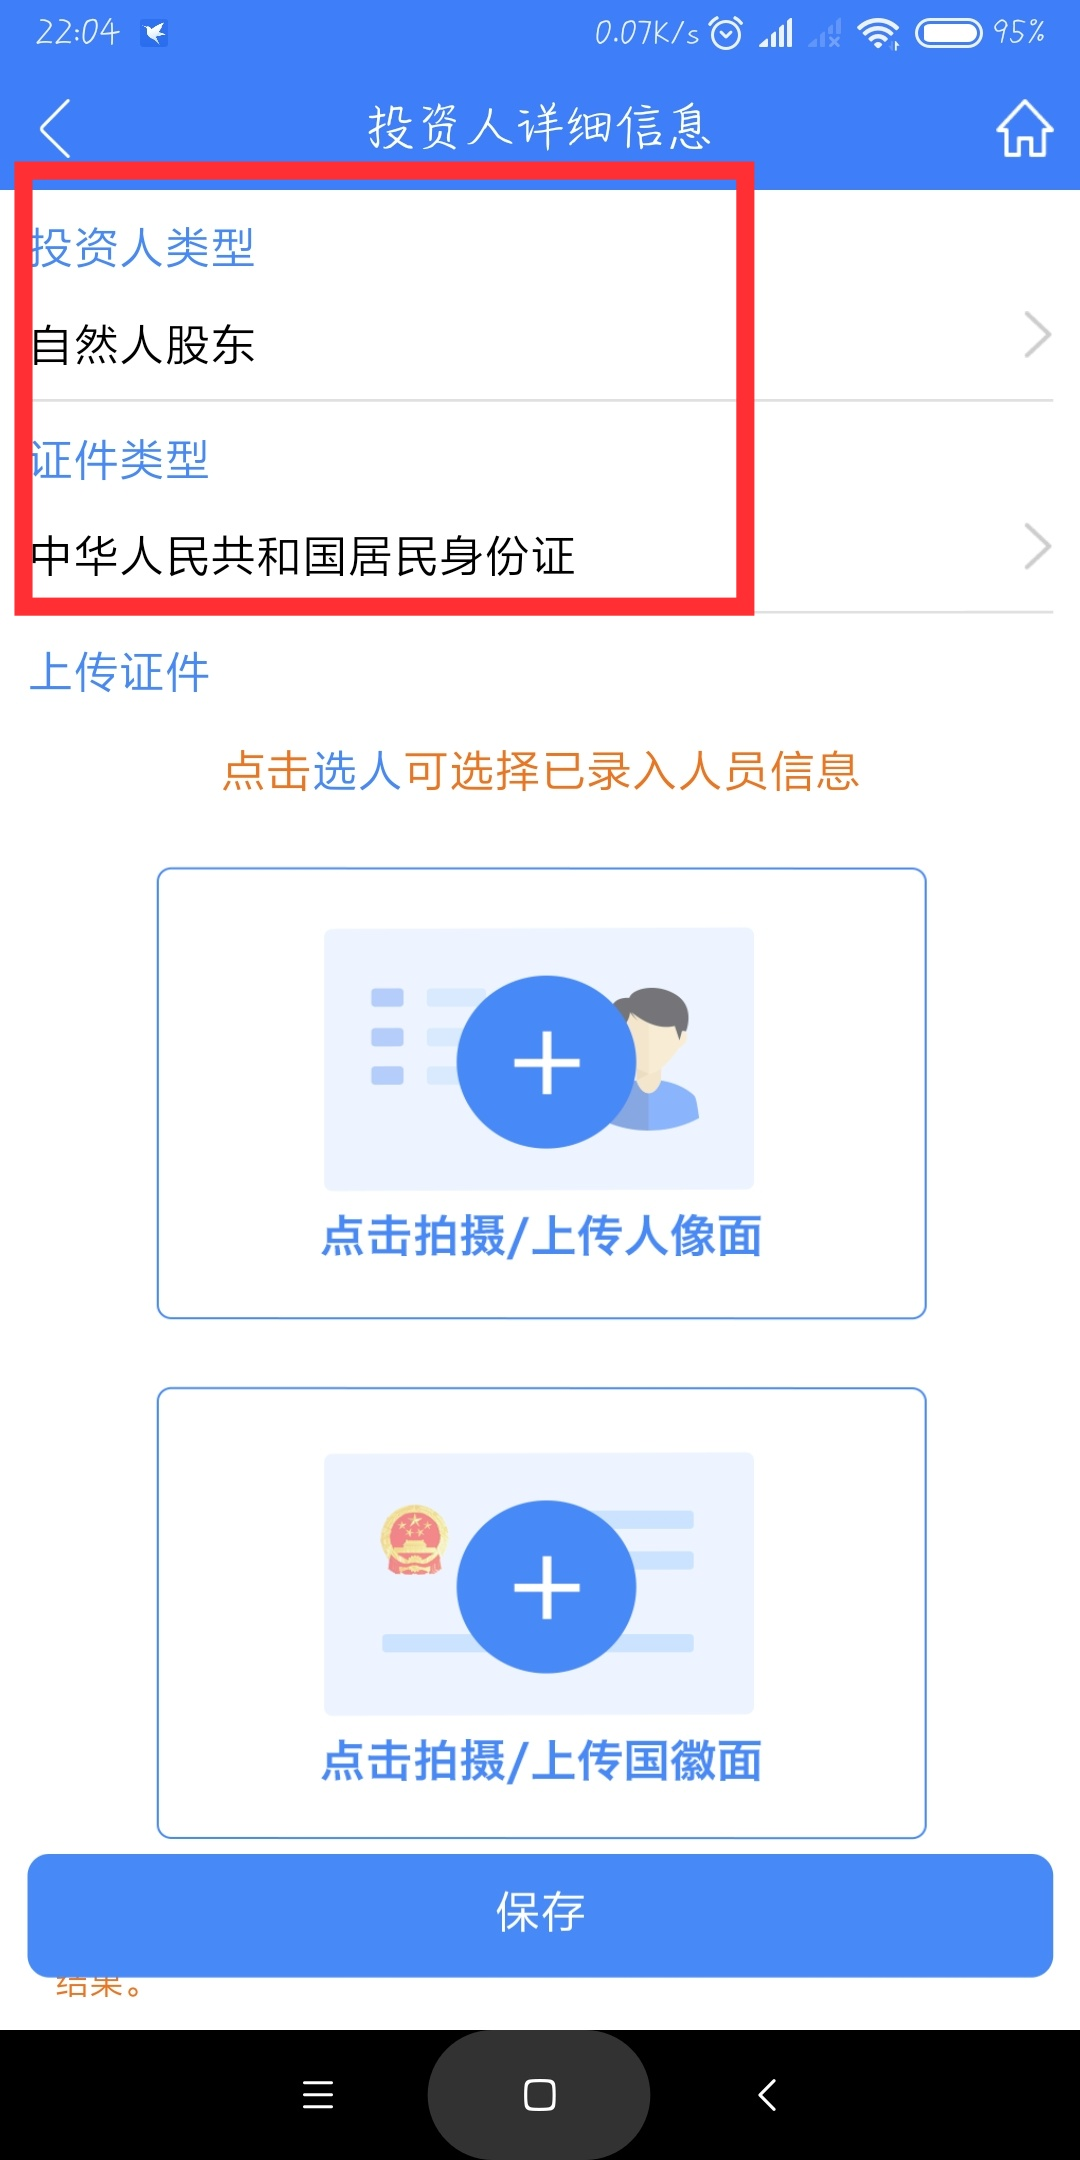 22:04 0.07K/s 95%
投资人详细信息
投资人类型
自然人股东
证件类型
中华人民共和国居民身份证
上传证件
点击选人可选择已录入人员信息
点击拍摄/上传人像面
点击拍摄/上传国徽面
保存
结果。